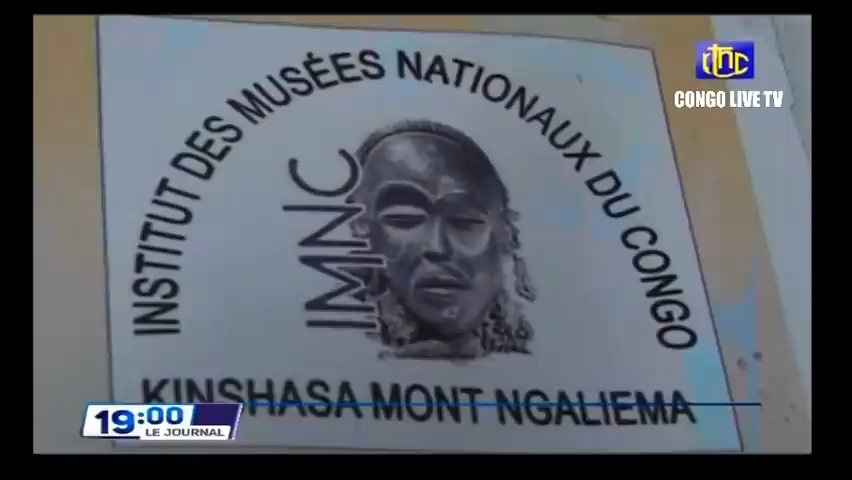 INSTITUT DES MUSÉES NATIONAUX DU CONGO
IMNC
KINSHASA MONT NGALIEMA
CONGO LIVE TV
19:00
LE JOURNAL